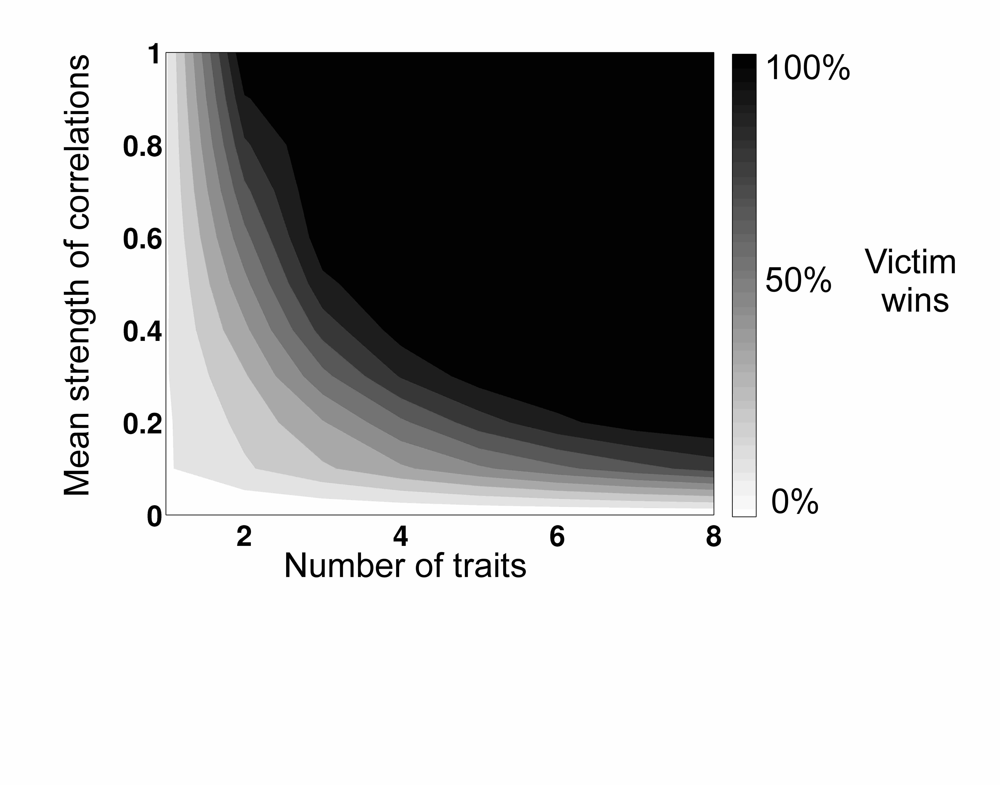 Mean strength of correlations
1
0.8
0.6
0.4
0.2
0
2 4 6 8
Number of traits
100%
50%
0%
Victim
wins